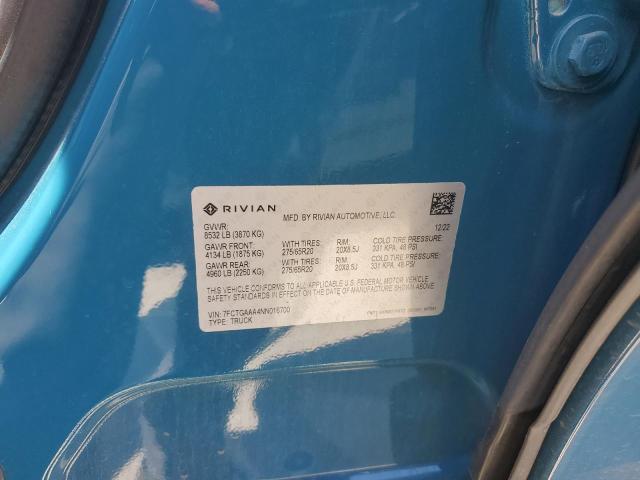 RIVIAN MFD. BY RIVIAN AUTOMOTIVE, LLC.
GVWR: 12/22
8532 LB (3870 KG)
GAWR FRONT: WITH TIRES: RIM: COLD TIRE PRESSURE:
4134 LB (1875 KG) 275/65R20 20X8.5J 331 KPA, 48 PSI
GAWR REAR: WITH TIRES: RIM: COLD TIRE PRESSURE:
4960 LB (2250 KG) 275/65R20 20X8.5J 331 KPA, 48 PSI
THIS VEHICLE CONFORMS TO ALL APPLICABLE U.S. FEDERAL MOTOR VEHICLE
SAFETY STANDARDS IN EFFECT ON THE DATE OF MANUFACTURE SHOWN ABOVE.
VIN: 7FCTGAAA4NN016700
TYPE: TRUCK